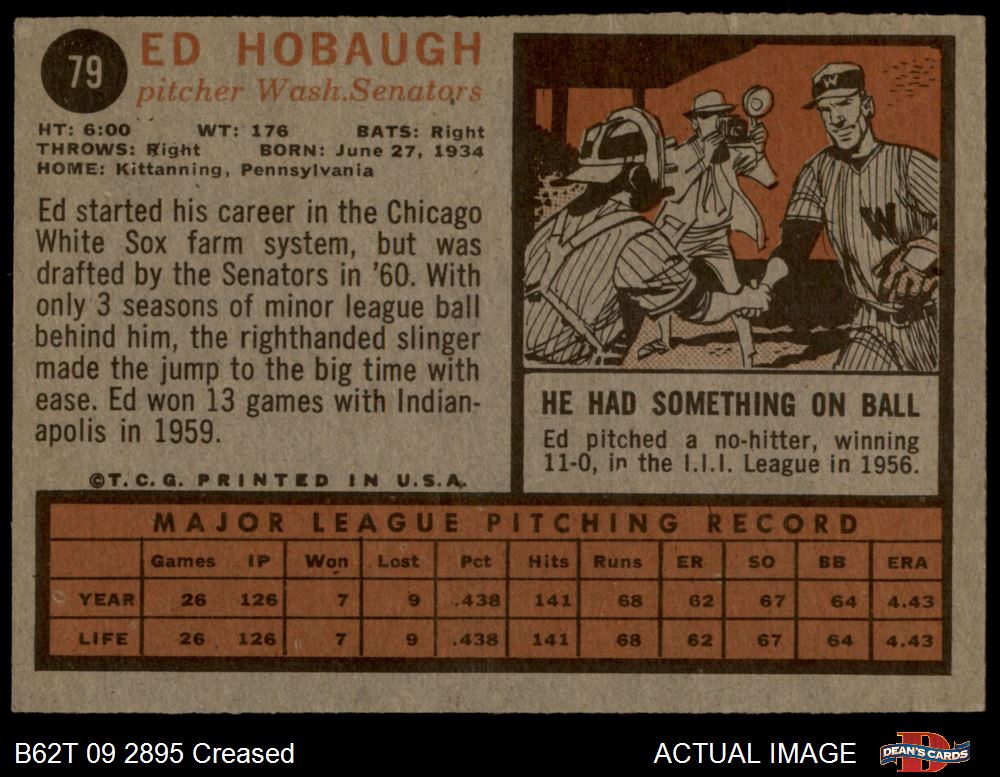 79
ED HOBAUGH
pitcher Wash.Senators
HT: 6:00 WT: 176 BATS: Right
THROWS: Right BORN: June 27, 1934
HOME: Kittanning, Pennsylvania
Ed started his career in the Chicago
White Sox farm system, but was
drafted by the Senators in '60. With
only 3 seasons of minor league ball
behind him, the righthanded slinger
made the jump to the big time with
ease. Ed won 13 games with Indian-
apolis in 1959.
©T. C. G. PRINTED IN U.S.A.
W
W
HE HAD SOMETHING ON BALL
Ed pitched a no-hitter, winning
11-0, in the I.I.I. League in 1956.
MAJOR LEAGUE PITCHING RECORD
Games IP Won Lost Pct Hits Runs ER SO BB ERA
YEAR 26 126 7 9 .438 141 68 62 67 64 4.43
LIFE 26 126 7 9 .438 141 68 62 67 64 4.43
B62T 09 2895 Creased
ACTUAL IMAGE
D
DEAN'S CARDS